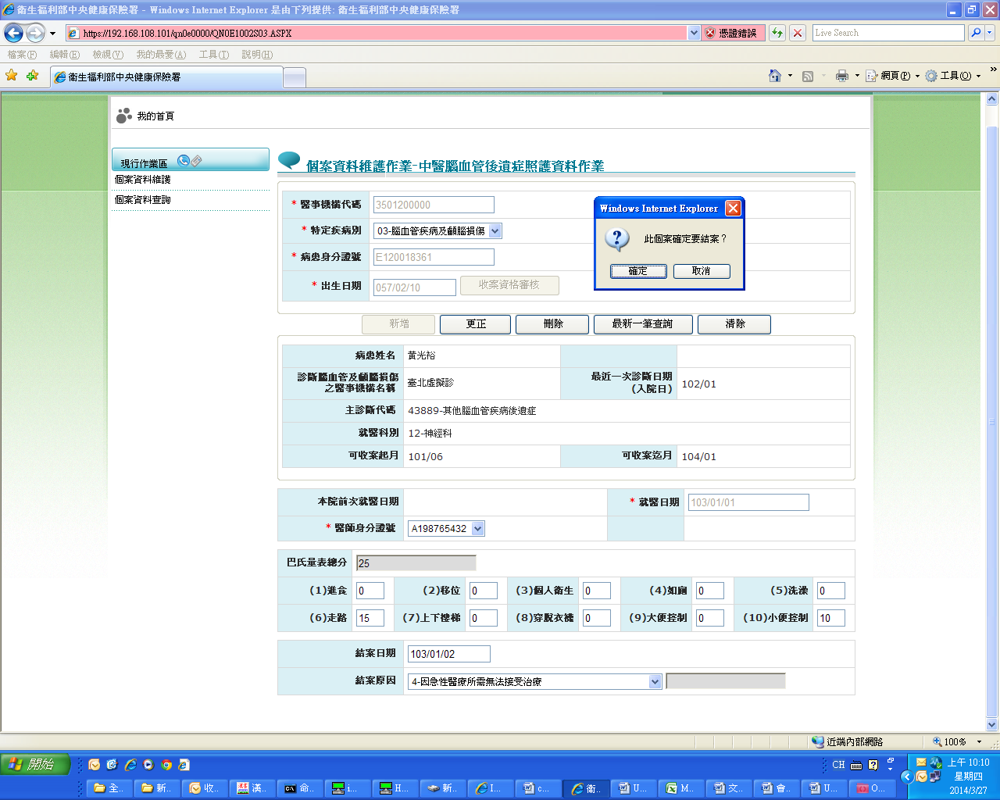 衛生福利部中央健康保險署 - Windows Internet Explorer 是由下列提供: 衛生福利部中央健康保險署
https://192.168.108.101/qn0e0000/QN0E1002S03.ASPX 憑證錯誤 Live Search
檔案(F) 編輯(E) 檢視(V) 我的最愛(A) 工具(T) 說明(H)
衛生福利部中央健康保險署 網頁(P) 工具(O)
我的首頁
現行作業區
個案資料維護
個案資料查詢
個案資料維護作業-中醫腦血管後遺症照護資料作業
* 醫事機構代碼 3501200000
* 特定疾病別 03-腦血管疾病及顱腦損傷
* 病患身分證號 E120018361
* 出生日期 057/02/10 收案資格審核
Windows Internet Explorer
此個案確定要結案？
確定 取消
新增 更正 刪除 最新一筆查詢 清除
病患姓名 黃光裕
診斷腦血管及顱腦損傷之醫事機構名稱 臺北虛擬診 最近一次診斷日期(入院日) 102/01
主診斷代碼 43889-其他腦血管疾病後遺症
就醫科別 12-神經科
可收案起月 101/06 可收案迄月 104/01
本院前次就醫日期 * 就醫日期 103/01/01
* 醫師身分證號 A198765432
巴氏量表總分 25
(1)進食 0 (2)移位 0 (3)個人衛生 0 (4)如廁 0 (5)洗澡 0
(6)走路 15 (7)上下樓梯 0 (8)穿脫衣褲 0 (9)大便控制 0 (10)小便控制 10
結案日期 103/01/02
結案原因 4-因急性醫療所需無法接受治療
近端內部網路 100%
開始 CH 上午 10:10
星期四
2014/3/27
全.. 新.. 收.. 漢.. 命.. i... H... 新.. I... c... 衛.. U... M... 文.. 會.. U... O...